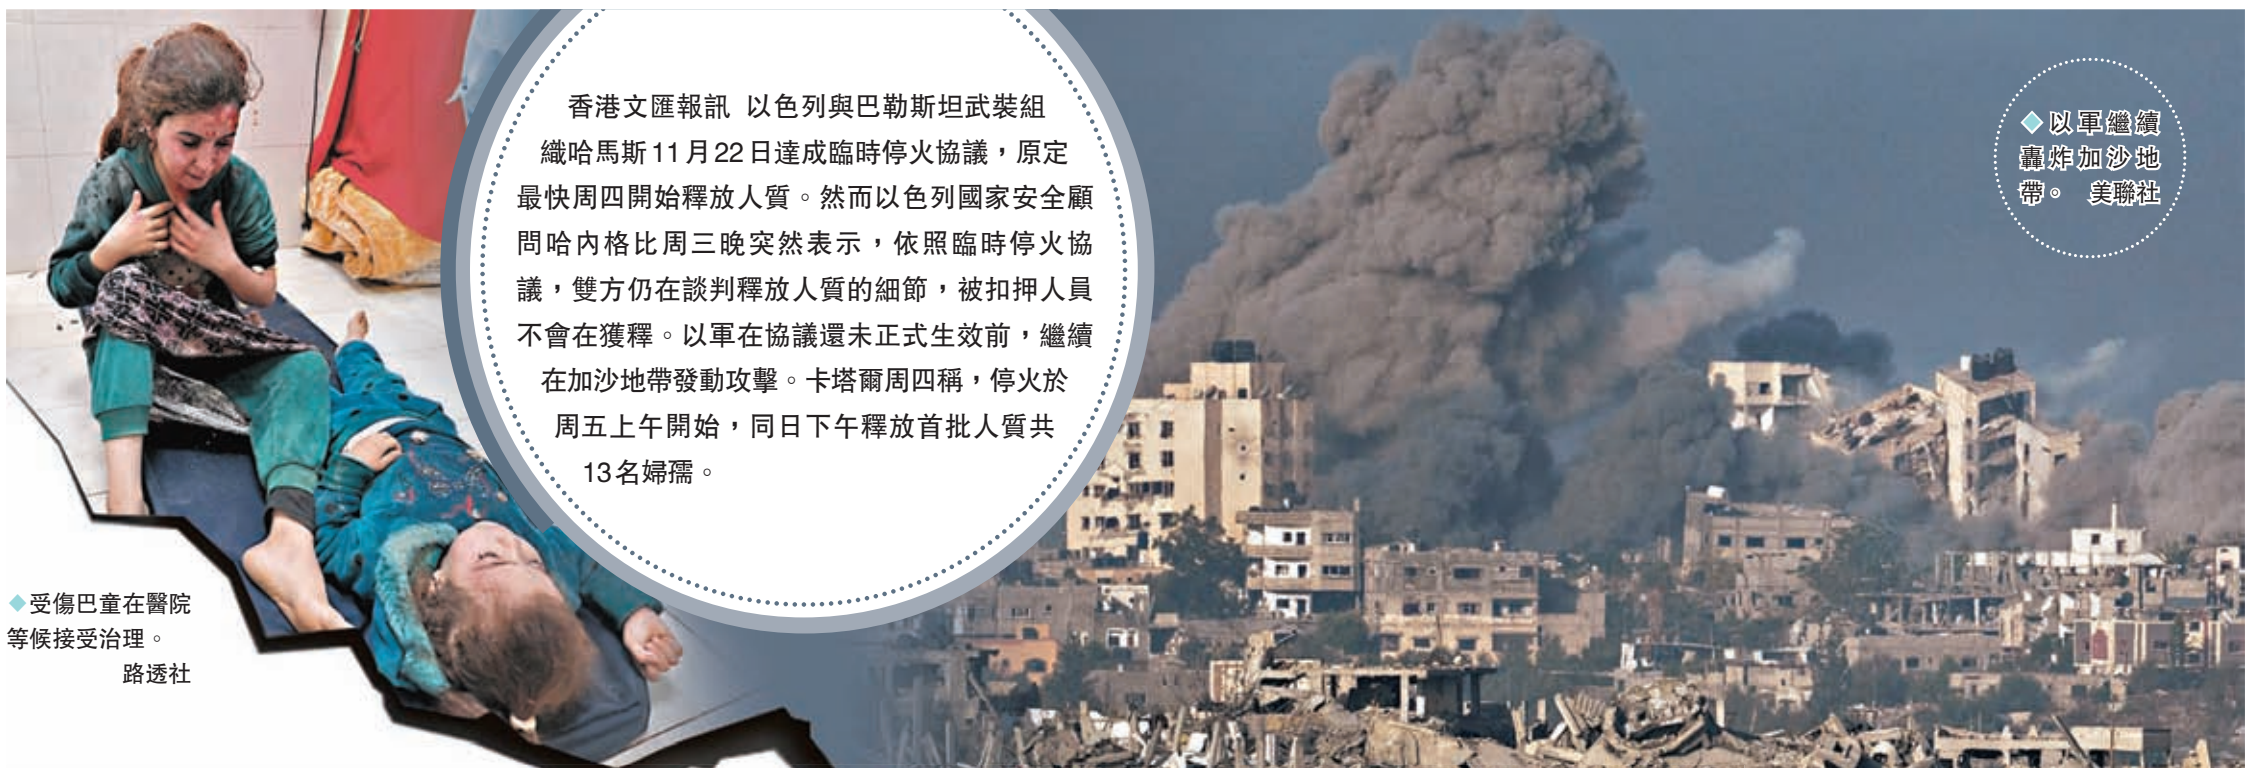 香港文匯報訊 以色列與巴勒斯坦武裝組
織哈馬斯11月22日達成臨時停火協議，原定
最快周四開始釋放人質。然而以色列國家安全顧
問哈內格比周三晚突然表示，依照臨時停火協
議，雙方仍在談判釋放人質的細節，被扣押人員
不會在獲釋。以軍在協議還未正式生效前，繼續
在加沙地帶發動攻擊。卡塔爾周四稱，停火於
周五上午開始，同日下午釋放首批人質共
13名婦孺。
◆以軍繼續
轟炸加沙地
帶。 美聯社
◆受傷巴童在醫院
等候接受治理。
路透社